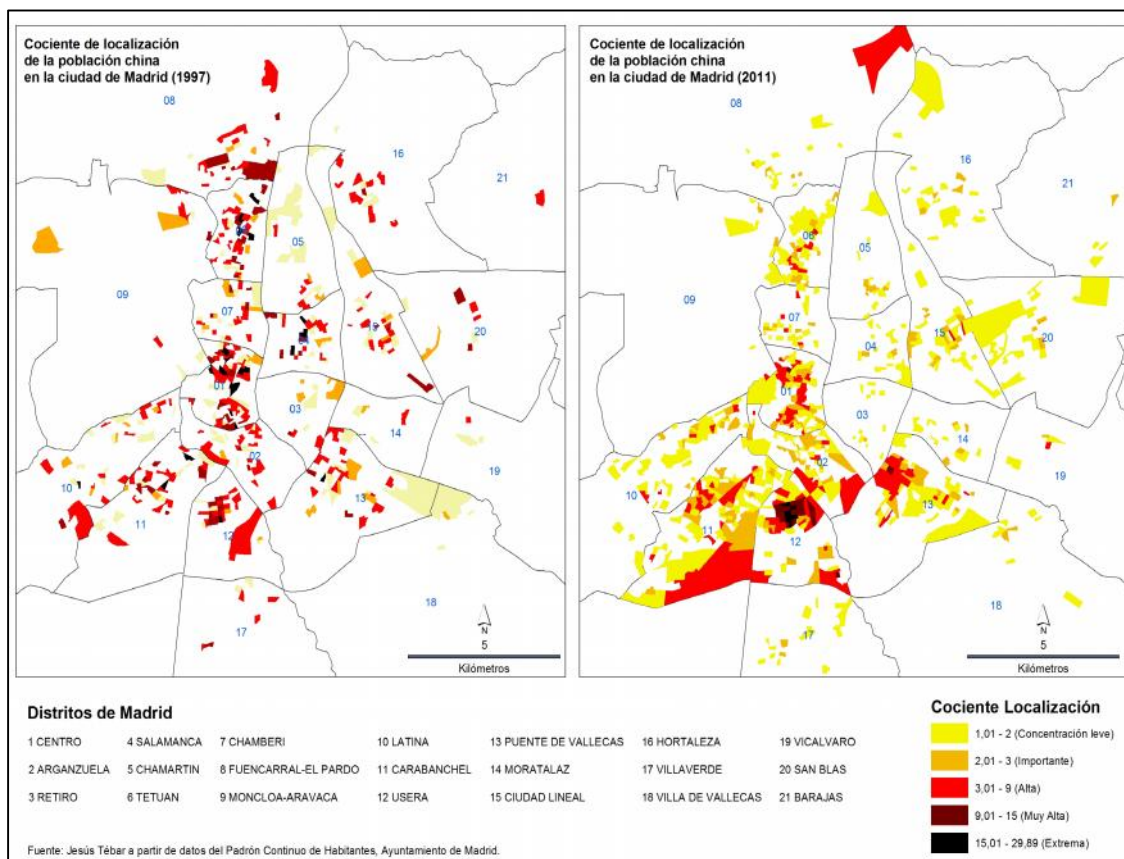 Cociente de localización
de la población china
en la ciudad de Madrid (1997)
08
16
21
06
05
09
07
04
15
20
01
03
14
02
19
10
11
13
12
18
17
N
5
Kilómetros
Cociente de localización
de la población china
en la ciudad de Madrid (2011)
08
16
21
06
05
09
07
04
15
20
01
03
14
02
19
10
11
13
12
18
17
N
5
Kilómetros
Distritos de Madrid
1 CENTRO 4 SALAMANCA 7 CHAMBERI 10 LATINA 13 PUENTE DE VALLECAS 16 HORTALEZA 19 VICALVARO
2 ARGANZUELA 5 CHAMARTIN 8 FUENCARRAL-EL PARDO 11 CARABANCHEL 14 MORATALAZ 17 VILLAVERDE 20 SAN BLAS
3 RETIRO 6 TETUAN 9 MONCLOA-ARAVACA 12 USERA 15 CIUDAD LINEAL 18 VILLA DE VALLECAS 21 BARAJAS
Cociente Localización
1,01 - 2 (Concentración leve)
2,01 - 3 (Importante)
3,01 - 9 (Alta)
9,01 - 15 (Muy Alta)
15,01 - 29,89 (Extrema)
Fuente: Jesús Tébar a partir de datos del Padrón Continuo de Habitantes, Ayuntamiento de Madrid.